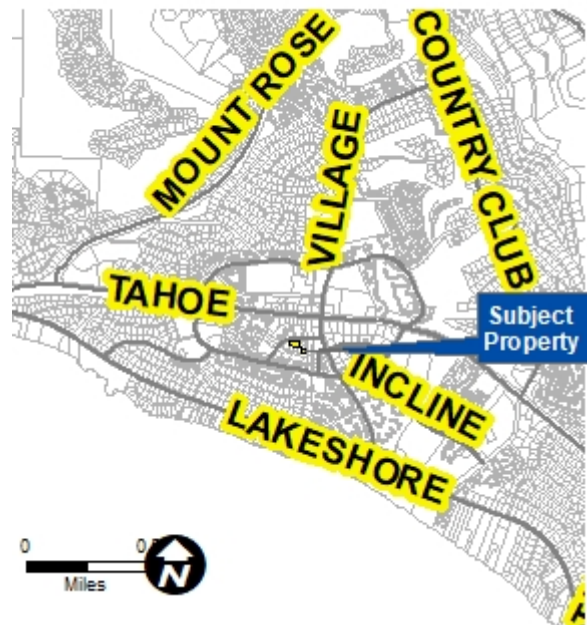 MOUNT ROSE
COUNTRY CLUB
VILLAGE
TAHOE
Subject
Property
INCLINE
LAKESHORE
0
Miles
N